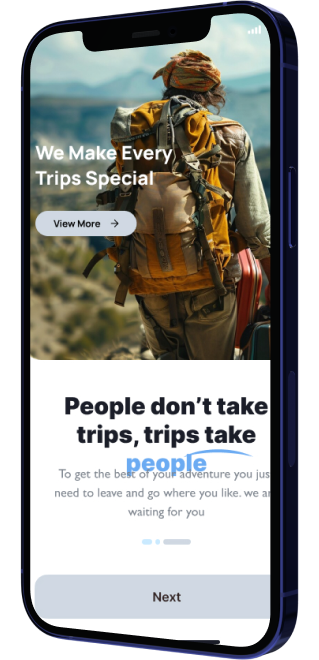 We Make Every
Trips Special
View More
People don't take
trips, trips take
people
To get the best of your adventure you just
need to leave and go where you like. we are
waiting for you
Next